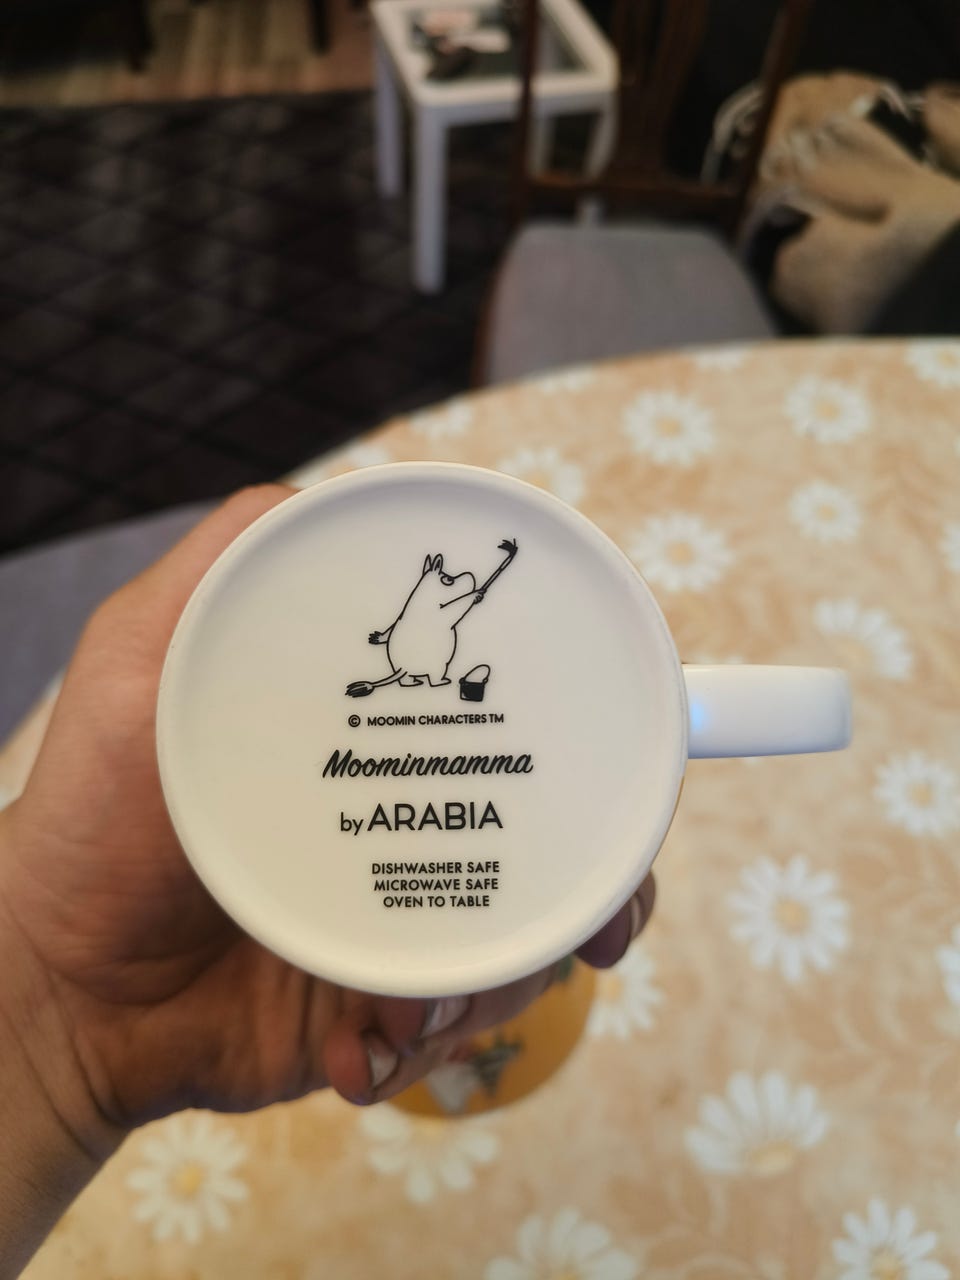 © MOOMIN CHARACTERS TM
Moominmamma
by ARABIA
DISHWASHER SAFE
MICROWAVE SAFE
OVEN TO TABLE